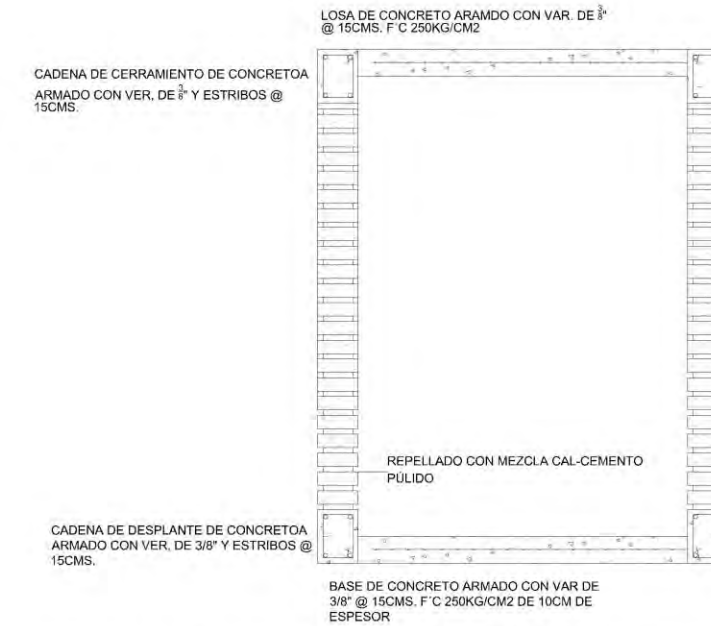 LOSA DE CONCRETO ARAMDO CON VAR. DE 3/8"
@ 15CMS. F´C 250KG/CM2
CADENA DE CERRAMIENTO DE CONCRETOA
ARMADO CON VER, DE 3/8" Y ESTRIBOS @
15CMS.
REPELLADO CON MEZCLA CAL-CEMENTO
PÚLIDO
CADENA DE DESPLANTE DE CONCRETOA
ARMADO CON VER, DE 3/8" Y ESTRIBOS @
15CMS.
BASE DE CONCRETO ARMADO CON VAR DE
3/8" @ 15CMS. F´C 250KG/CM2 DE 10CM DE
ESPESOR